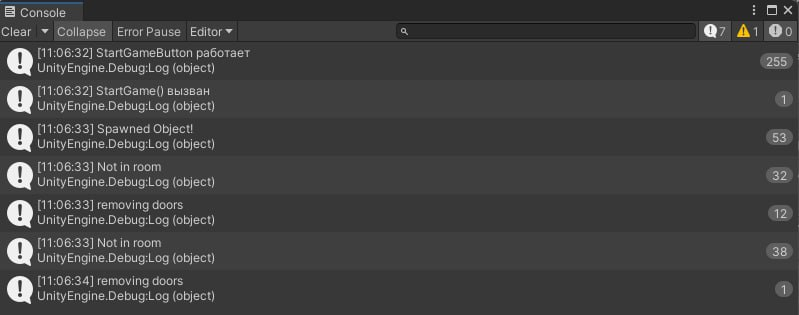 Console
Clear Collapse Error Pause Editor 7 1 0
[11:06:32] StartGameButton работает
UnityEngine.Debug:Log (object)
255
[11:06:32] StartGame() вызван
UnityEngine.Debug:Log (object)
1
[11:06:33] Spawned Object!
UnityEngine.Debug:Log (object)
53
[11:06:33] Not in room
UnityEngine.Debug:Log (object)
32
[11:06:33] removing doors
UnityEngine.Debug:Log (object)
12
[11:06:33] Not in room
UnityEngine.Debug:Log (object)
38
[11:06:34] removing doors
UnityEngine.Debug:Log (object)
1